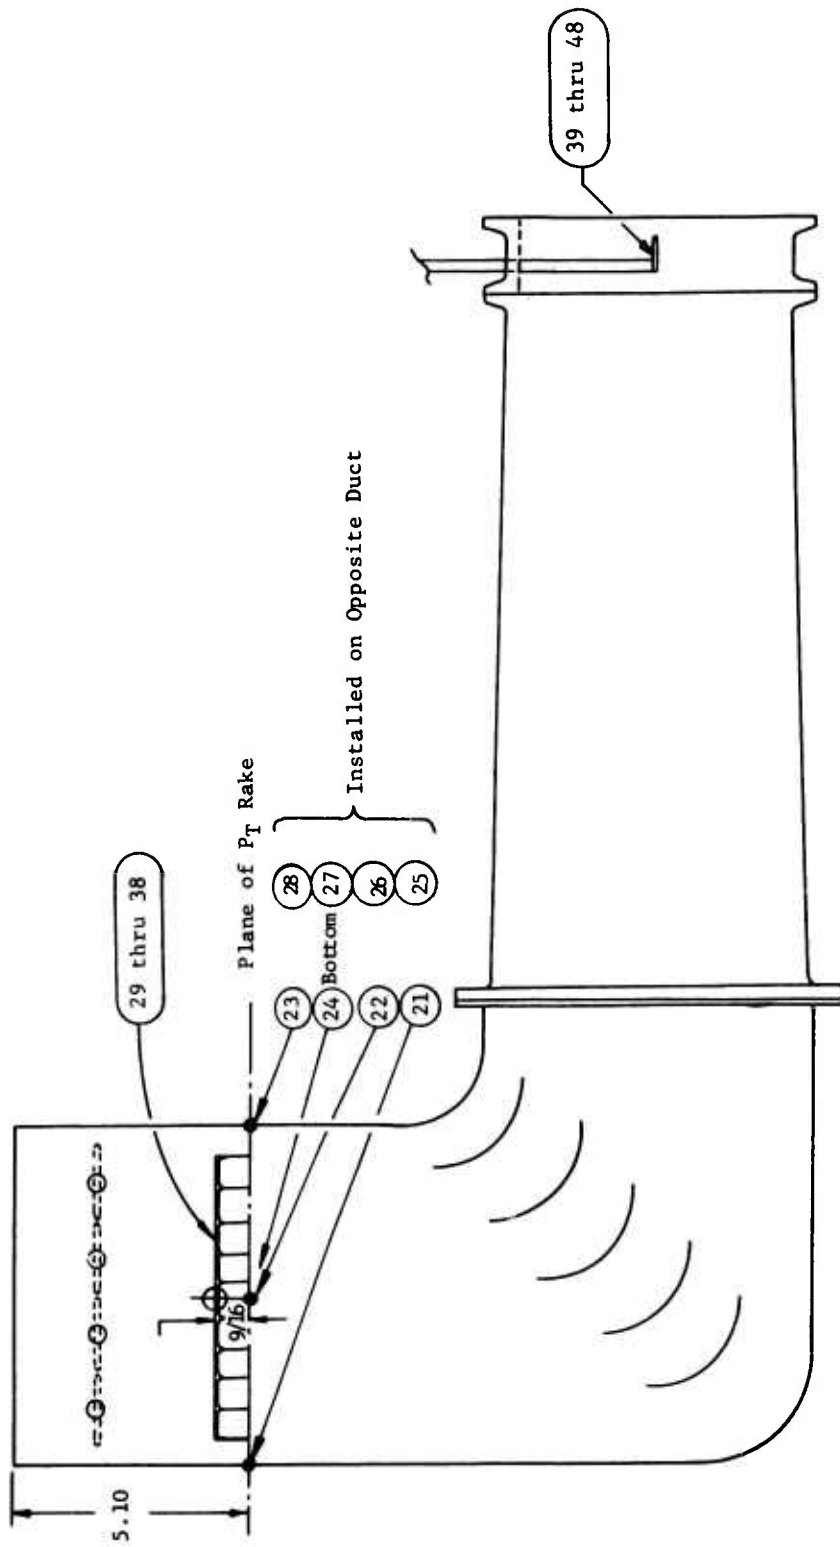 39 thru 48
29 thru 38
Plane of P_T Rake
Installed on Opposite Duct
28
27
26
25
23
24 Bottom
22
21
9/16
5.10